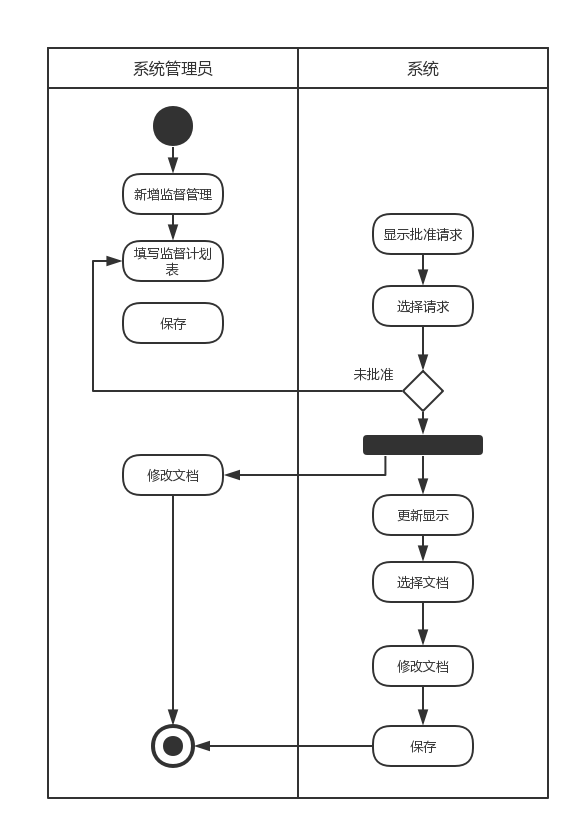 系统管理员
系统
新增监督管理
填写监督计划
表
保存
显示批准请求
选择请求
未批准
修改文档
更新显示
选择文档
修改文档
保存